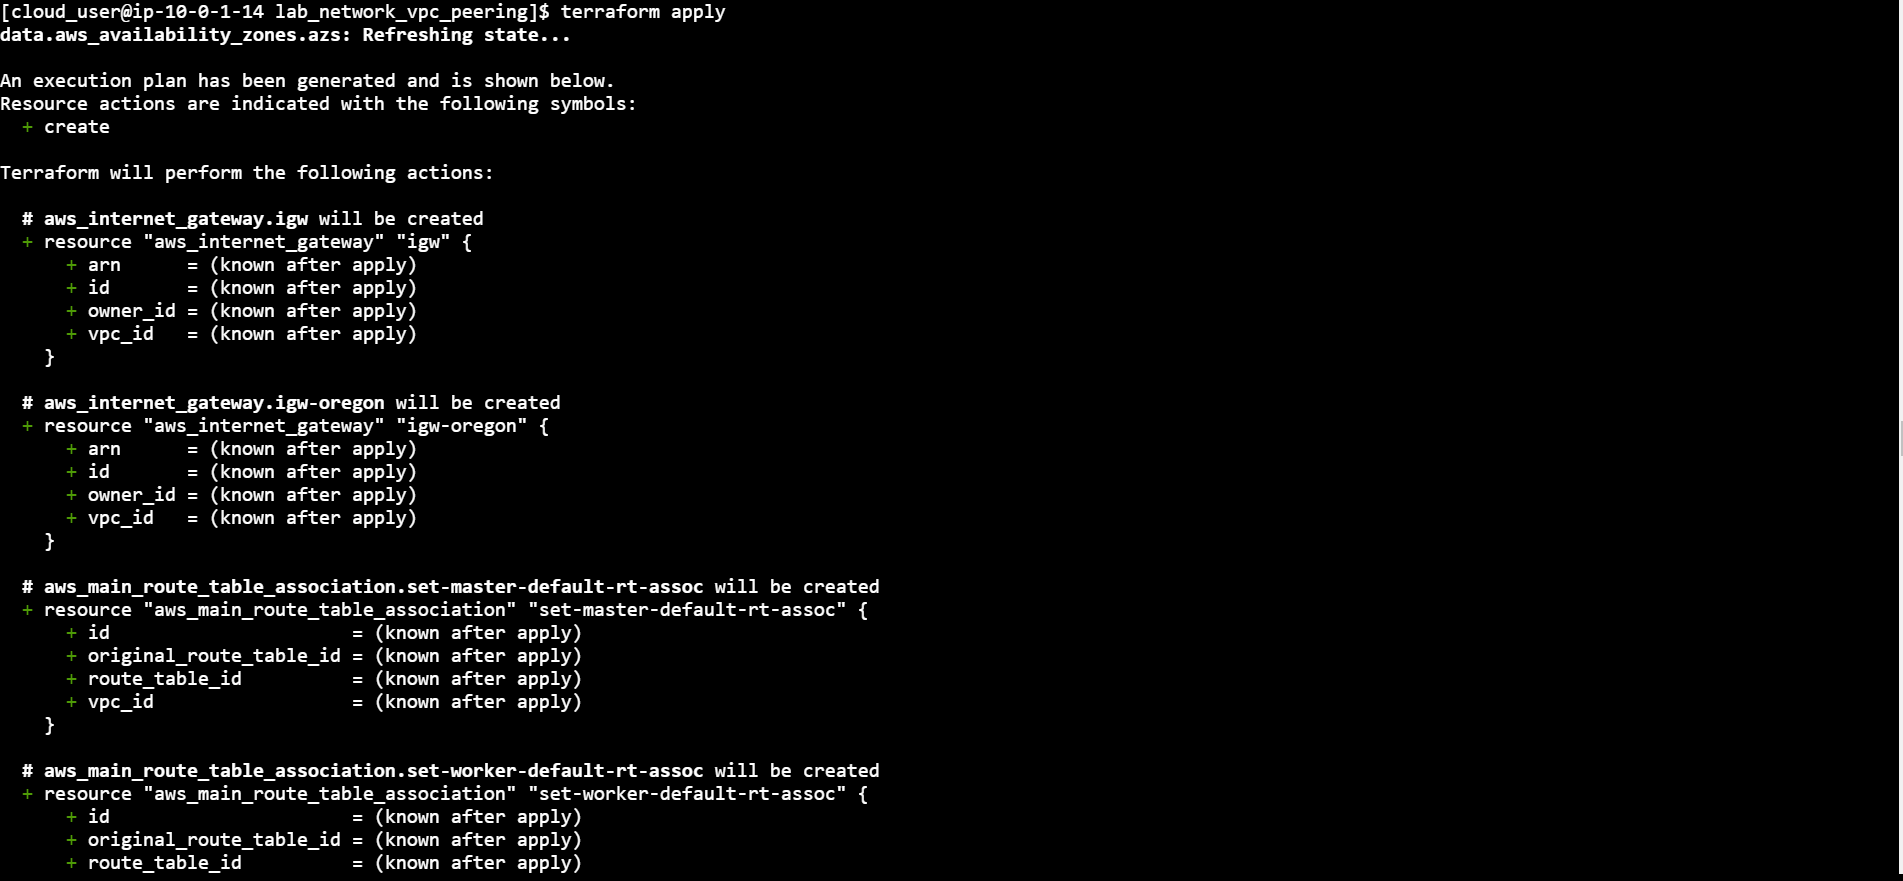 [cloud_user@ip-10-0-1-14 lab_network_vpc_peering]$ terraform apply
data.aws_availability_zones.azs: Refreshing state...
An execution plan has been generated and is shown below.
Resource actions are indicated with the following symbols:
  + create
Terraform will perform the following actions:
  # aws_internet_gateway.igw will be created
  + resource "aws_internet_gateway" "igw" {
      + arn      = (known after apply)
      + id       = (known after apply)
      + owner_id = (known after apply)
      + vpc_id   = (known after apply)
    }
  # aws_internet_gateway.igw-oregon will be created
  + resource "aws_internet_gateway" "igw-oregon" {
      + arn      = (known after apply)
      + id       = (known after apply)
      + owner_id = (known after apply)
      + vpc_id   = (known after apply)
    }
  # aws_main_route_table_association.set-master-default-rt-assoc will be created
  + resource "aws_main_route_table_association" "set-master-default-rt-assoc" {
      + id                      = (known after apply)
      + original_route_table_id = (known after apply)
      + route_table_id          = (known after apply)
      + vpc_id                  = (known after apply)
    }
  # aws_main_route_table_association.set-worker-default-rt-assoc will be created
  + resource "aws_main_route_table_association" "set-worker-default-rt-assoc" {
      + id                      = (known after apply)
      + original_route_table_id = (known after apply)
      + route_table_id          = (known after apply)